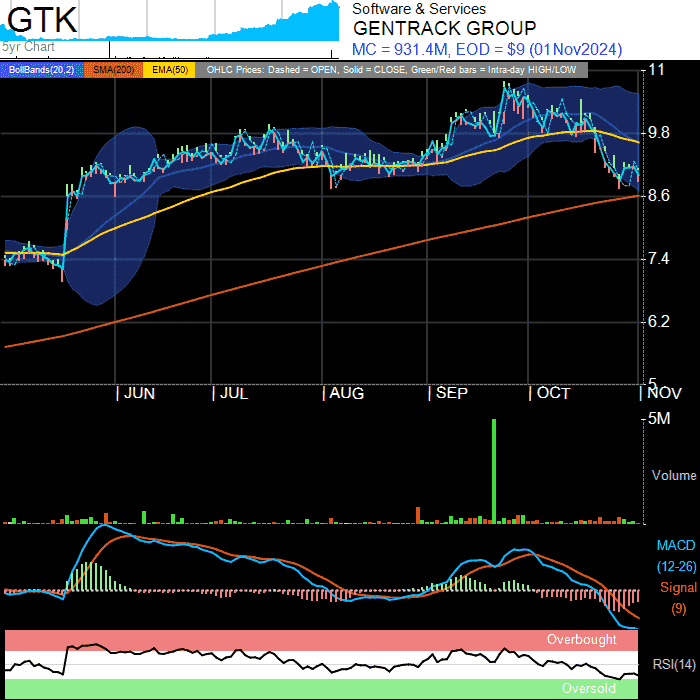 GTK
5yr Chart
Software & Services
GENTRACK GROUP
MC = 931.4M, EOD = $9 (01Nov2024)
BollBands(20,2) SMA(200) EMA(50) OHLC Prices: Dashed = OPEN, Solid = CLOSE, Green/Red bars = Intra-day HIGH/LOW
11
9.8
8.6
7.4
6.2
5
JUN JUL AUG SEP OCT NOV
5M
Volume
MACD
(12-26)
Signal
(9)
Overbought
RSI(14)
Oversold